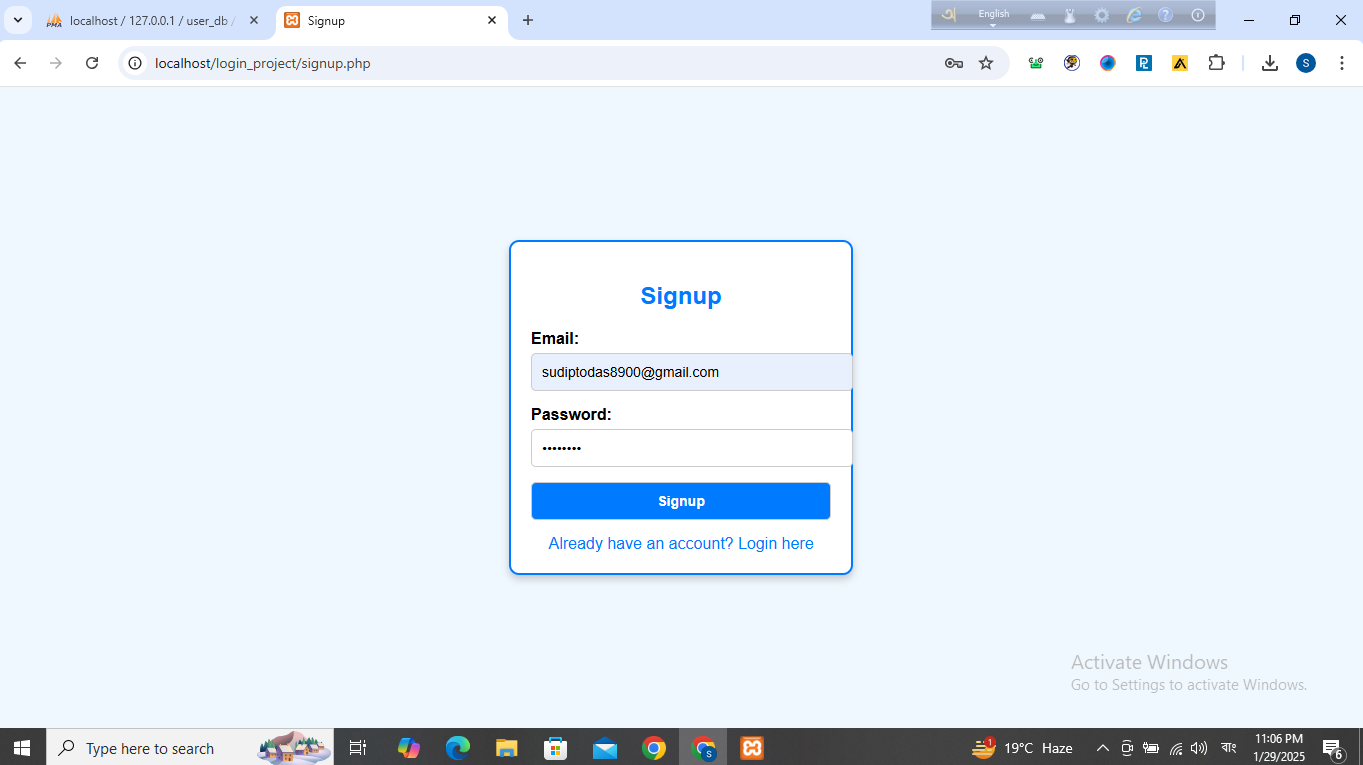 localhost / 127.0.0.1 / user_db /
Signup
English
localhost/login_project/signup.php
S
Signup
Email:
sudiptodas8900@gmail.com
Password:
••••••••
Signup
Already have an account? Login here
Activate Windows
Go to Settings to activate Windows.
Type here to search
1
19°C Haze
বাং
11:06 PM
1/29/2025
6